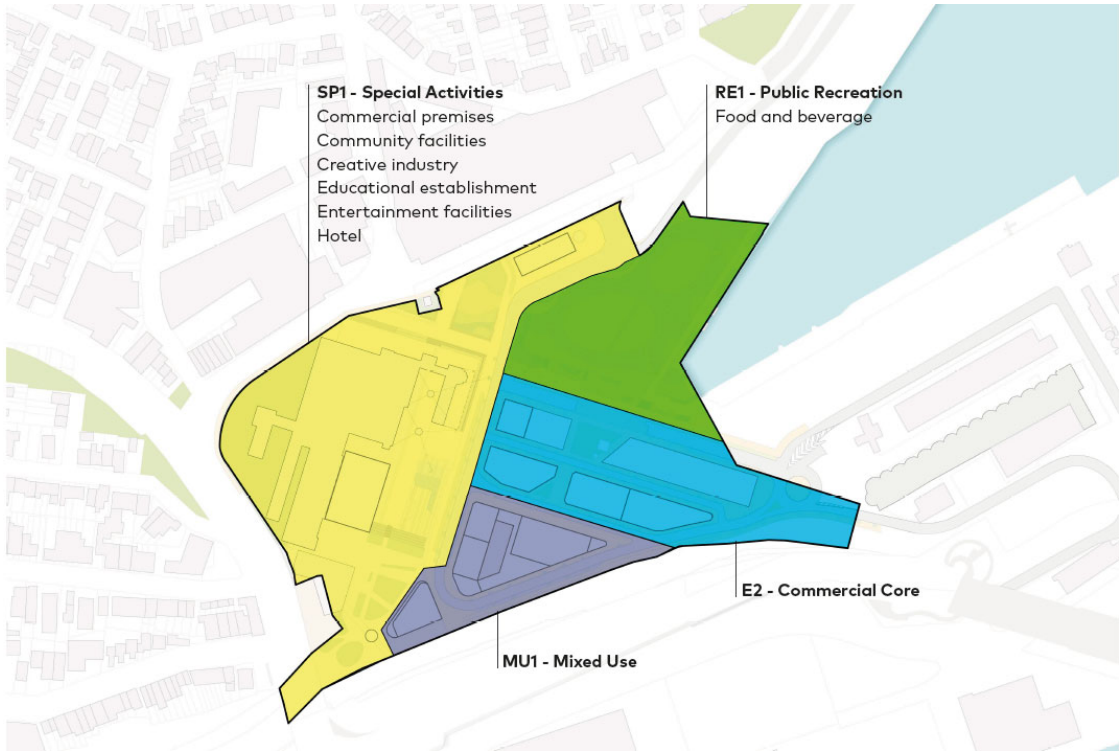 SP1 - Special Activities
Commercial premises
Community facilities
Creative industry
Educational establishment
Entertainment facilities
Hotel
RE1 - Public Recreation
Food and beverage
E2 - Commercial Core
MU1 - Mixed Use